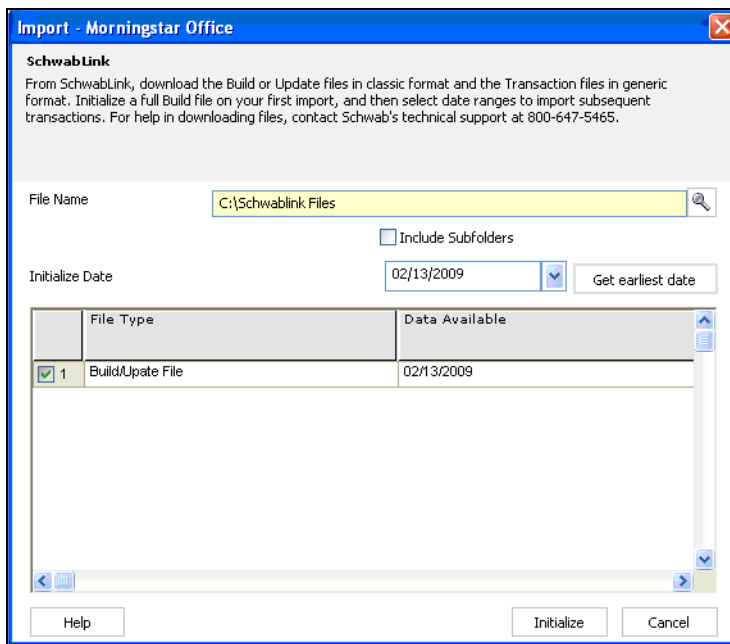 Import - Morningstar Office
SchwabLink
From SchwabLink, download the Build or Update files in classic format and the Transaction files in generic
format. Initialize a full Build file on your first import, and then select date ranges to import subsequent
transactions. For help in downloading files, contact Schwab's technical support at 800-647-5465.
File Name
C:\Schwablink Files
Include Subfolders
Initialize Date
02/13/2009
Get earliest date
File Type
Data Available
1
Build/Upate File
02/13/2009
Help
Initialize
Cancel